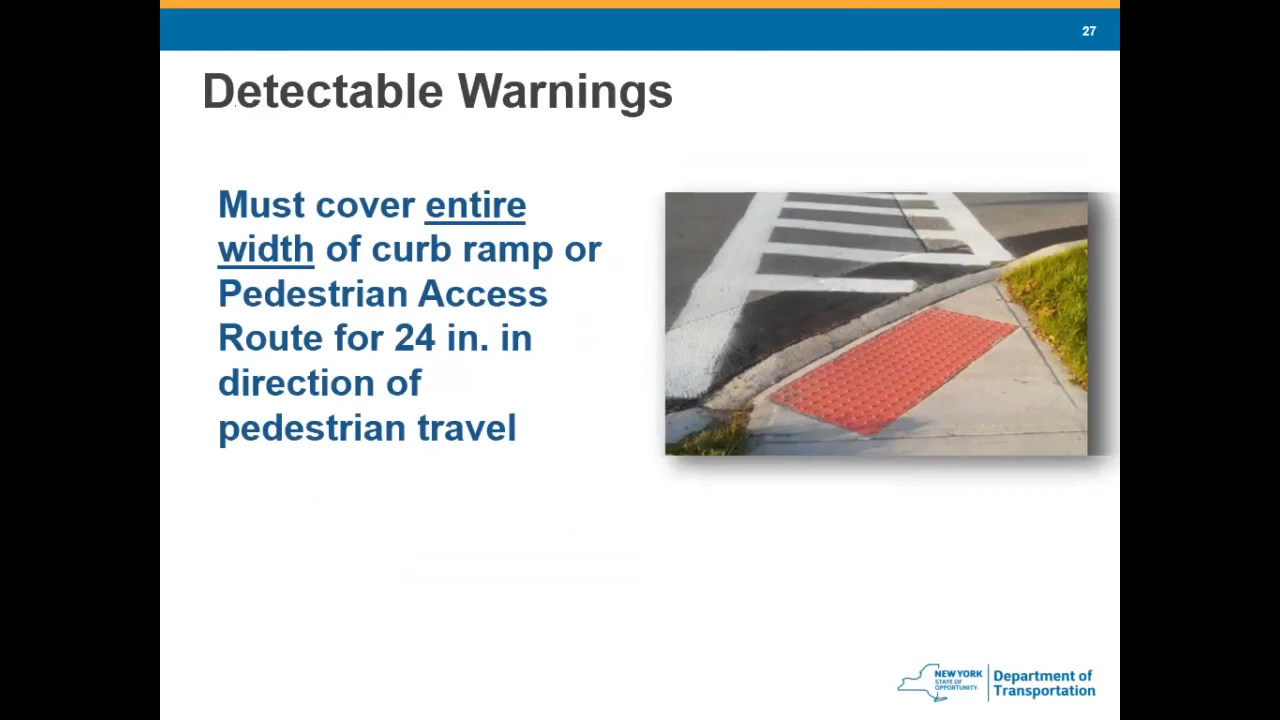 27
Detectable Warnings
Must cover entire
width of curb ramp or
Pedestrian Access
Route for 24 in. in
direction of
pedestrian travel
NEW YORK
STATE OF
OPPORTUNITY.
Department of
Transportation